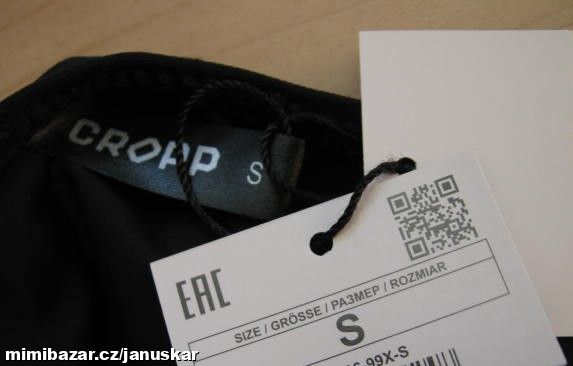 CROPP S
EAC
SIZE / GRÖSSE / РАЗМЕР / ROZMIAR
S
99X-S
mimibazar.cz/januskar